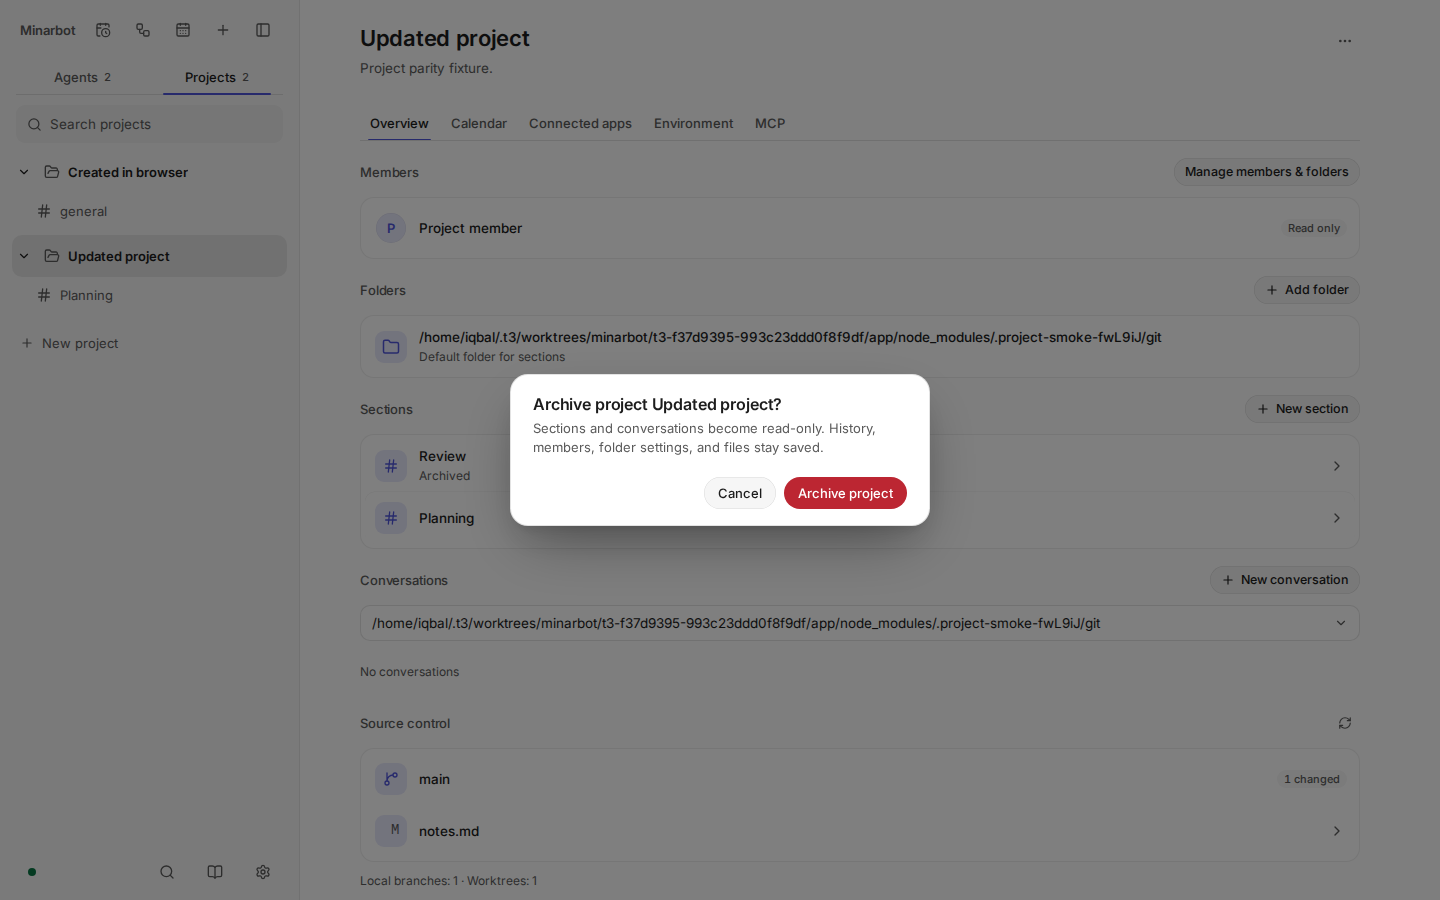 Minarbot
Agents 2
Projects 2
Search projects
Created in browser
general
Updated project
Planning
New project
Updated project
Project parity fixture.
Overview
Calendar
Connected apps
Environment
MCP
Members
Manage members & folders
P
Project member
Read only
Folders
Add folder
/home/iqbal/.t3/worktrees/minarbot/t3-f37d9395-993c23ddd0f8f9df/app/node_modules/.project-smoke-fwL9iJ/git
Default folder for sections
Sections
New section
Review
Archived
Planning
Archive project Updated project?
Sections and conversations become read-only. History,
members, folder settings, and files stay saved.
Cancel
Archive project
Conversations
New conversation
/home/iqbal/.t3/worktrees/minarbot/t3-f37d9395-993c23ddd0f8f9df/app/node_modules/.project-smoke-fwL9iJ/git
No conversations
Source control
main
1 changed
M
notes.md
Local branches: 1 · Worktrees: 1